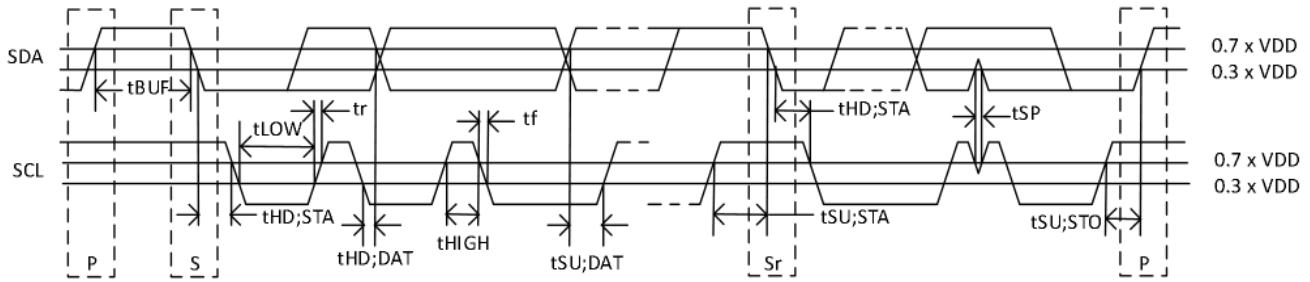 SDA
0.7 x VDD
0.3 x VDD
tBUF
tLOW
tr
tf
tHD;STA
tSP
SCL
0.7 x VDD
0.3 x VDD
tHD;STA
tHD;DAT
tHIGH
tSU;DAT
tSU;STA
tSU;STO
P
S
Sr
P